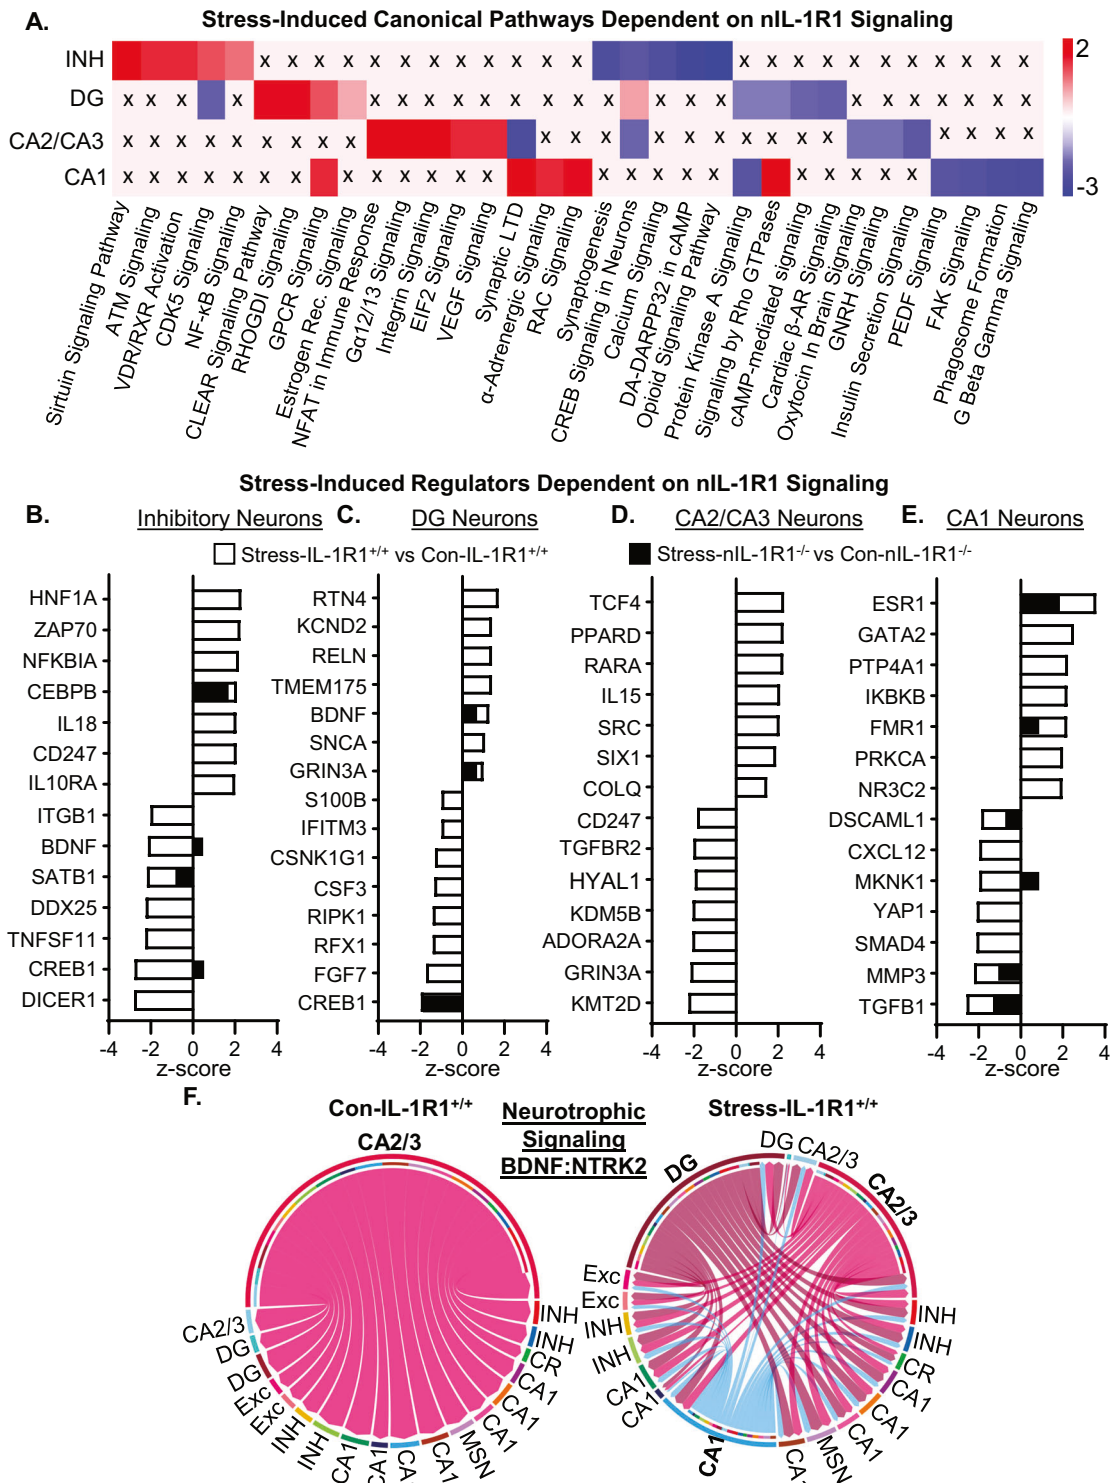 A.
Stress-Induced Canonical Pathways Dependent on nIL-1R1 Signaling
INH
x x x x x x x x x x x x x x x x x x x x x x x
DG
x x x x x x x x x x x x x x x x x x x x x x
CA2/CA3
x x x x x x x x x x x x x x x x x x x x x
CA1
x x x x x x x x x x x x x x x x x x x x x x
2
-3
Sirtuin Signaling Pathway
ATM Signaling
VDR/RXR Activation
CDK5 Signaling
NF-κB Signaling
CLEAR Signaling Pathway
RHOGDI Signaling
GPCR Signaling
Estrogen Rec. Signaling
NFAT in Immune Response
Gα12/13 Signaling
Integrin Signaling
EIF2 Signaling
VEGF Signaling
Synaptic LTD
α-Adrenergic Signaling
RAC Signaling
Synaptogenesis
CREB Signaling in Neurons
Calcium Signaling
DA-DARPP32 in cAMP
Opioid Signaling Pathway
Protein Kinase A Signaling
Signaling by Rho GTPases
cAMP-mediated signaling
Cardiac β-AR Signaling
Oxytocin In Brain Signaling
GNRH Signaling
Insulin Secretion Signaling
PEDF Signaling
FAK Signaling
Phagosome Formation
G Beta Gamma Signaling
Stress-Induced Regulators Dependent on nIL-1R1 Signaling
B.
Inhibitory Neurons
C.
DG Neurons
D.
CA2/CA3 Neurons
E.
CA1 Neurons
Stress-IL-1R1+/+ vs Con-IL-1R1+/+
Stress-nIL-1R1-/- vs Con-nIL-1R1-/-
HNF1A
ZAP70
NFKBIA
CEBPB
IL18
CD247
IL10RA
ITGB1
BDNF
SATB1
DDX25
TNFSF11
CREB1
DICER1
-4 -2 0 2 4
z-score
RTN4
KCND2
RELN
TMEM175
BDNF
SNCA
GRIN3A
S100B
IFITM3
CSNK1G1
CSF3
RIPK1
RFX1
FGF7
CREB1
-4 -2 0 2 4
z-score
TCF4
PPARD
RARA
IL15
SRC
SIX1
COLQ
CD247
TGFBR2
HYAL1
KDM5B
ADORA2A
GRIN3A
KMT2D
-4 -2 0 2 4
z-score
ESR1
GATA2
PTP4A1
IKBKB
FMR1
PRKCA
NR3C2
DSCAML1
CXCL12
MKNK1
YAP1
SMAD4
MMP3
TGFB1
-4 -2 0 2 4
z-score
F.
Con-IL-1R1+/+
Neurotrophic
Signaling
BDNF:NTRK2
Stress-IL-1R1+/+
CA2/3
CA2/3
DG
DG
Exc
Exc
INH
INH
CA1
CA1
CA
CA1
MSN
CA1
CA1
CA1
CR
INH
INH
DG
DG
CA2/3
CA2/3
Exc
Exc
INH
INH
CA1
CA1
CA1
CA
MSN
CA1
CA1
CA1
CR
INH
INH